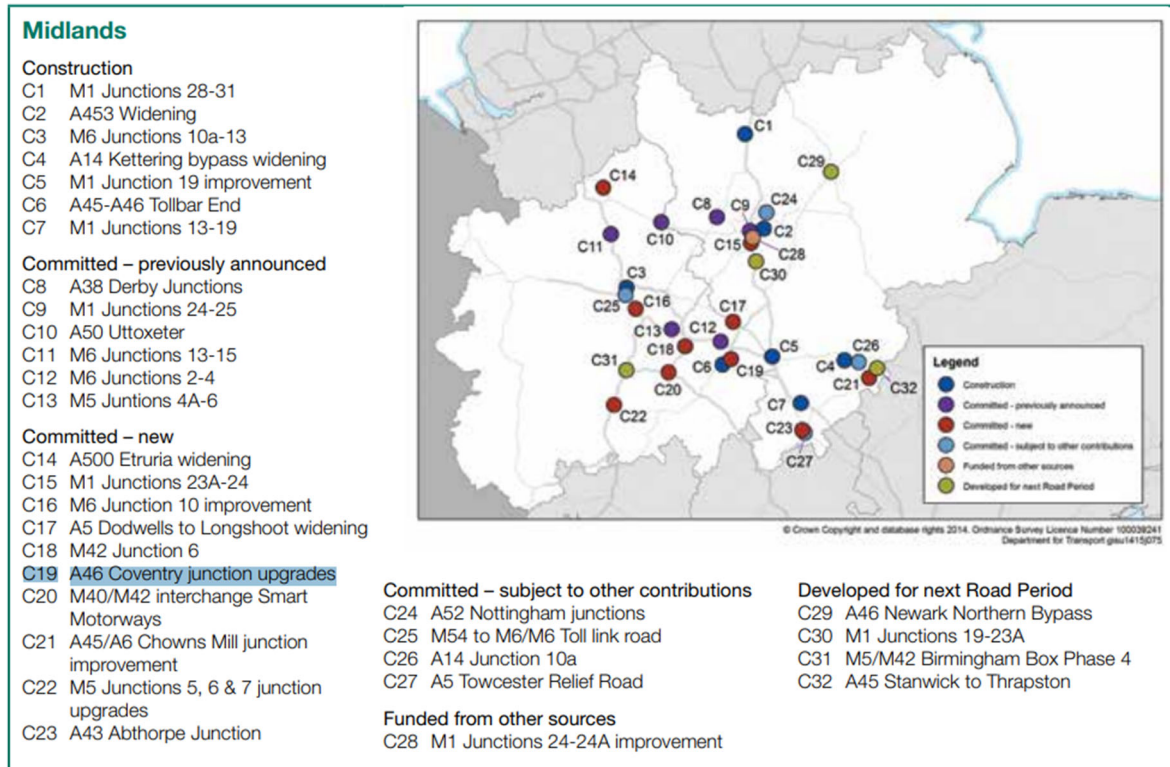 Midlands
Construction
C1 M1 Junctions 28-31
C2 A453 Widening
C3 M6 Junctions 10a-13
C4 A14 Kettering bypass widening
C5 M1 Junction 19 improvement
C6 A45-A46 Tollbar End
C7 M1 Junctions 13-19
Committed – previously announced
C8 A38 Derby Junctions
C9 M1 Junctions 24-25
C10 A50 Uttoxeter
C11 M6 Junctions 13-15
C12 M6 Junctions 2-4
C13 M5 Juntions 4A-6
Committed – new
C14 A500 Etruria widening
C15 M1 Junctions 23A-24
C16 M6 Junction 10 improvement
C17 A5 Dodwells to Longshoot widening
C18 M42 Junction 6
C19 A46 Coventry junction upgrades
C20 M40/M42 interchange Smart
Motorways
C21 A45/A6 Chowns Mill junction
improvement
C22 M5 Junctions 5, 6 & 7 junction
upgrades
C23 A43 Abthorpe Junction
C1
C29
C14
C8
C9
C24
C2
C10
C11
C15
C28
C30
C3
C25
C16
C17
C13
C12
C18
C5
C26
C31
C6
C19
C4
C20
C21
C32
C22
C7
C23
C27
Legend
Construction
Committed - previously announced
Committed - new
Committed - subject to other contributions
Funded from other sources
Developed for next Road Period
© Crown Copyright and database rights 2014. Ordnance Survey Licence Number 100039241
Department for Transport gisu1415j075
Committed – subject to other contributions
C24 A52 Nottingham junctions
C25 M54 to M6/M6 Toll link road
C26 A14 Junction 10a
C27 A5 Towcester Relief Road
Funded from other sources
C28 M1 Junctions 24-24A improvement
Developed for next Road Period
C29 A46 Newark Northern Bypass
C30 M1 Junctions 19-23A
C31 M5/M42 Birmingham Box Phase 4
C32 A45 Stanwick to Thrapston